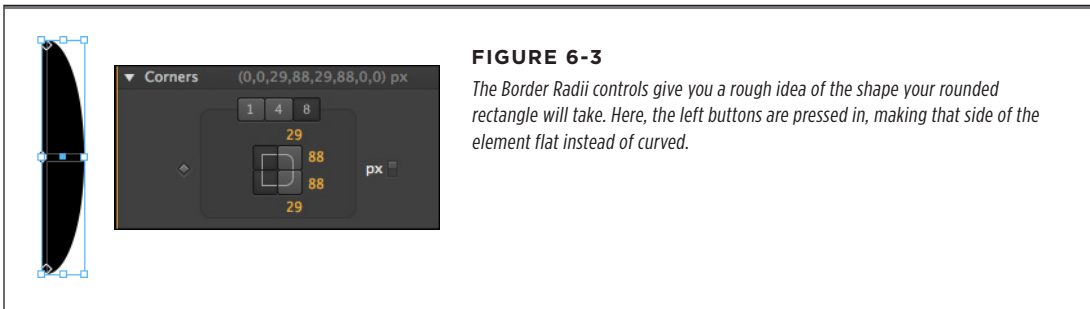 Corners (0,0,29,88,29,88,0,0) px
1 4 8
29
88
px
88
29
FIGURE 6-3
The Border Radii controls give you a rough idea of the shape your rounded
rectangle will take. Here, the left buttons are pressed in, making that side of the
element flat instead of curved.